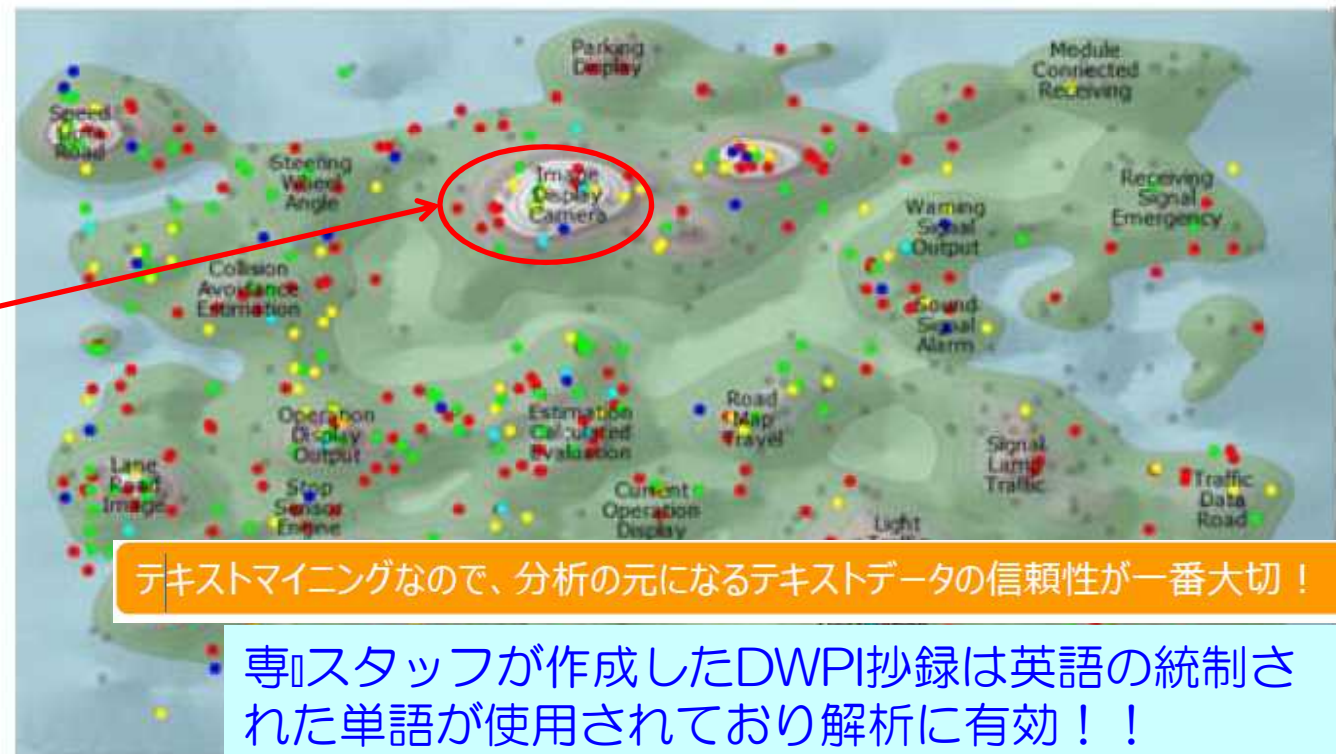 Parking
Display
Module
Connected
Receiving
Speed
Road
Steering
Wheel
Angle
Image
Display
Camera
Receiving
Signal
Emergency
Warning
Signal
Output
Collision
Avoidance
Estimation
Sound
Signal
Alarm
Road
Map
Travel
Operation
Display
Output
Estimation
Calculated
Evaluation
Signal
Lamp
Traffic
Lane
Road
Image
Stop
Sensor
Engine
Current
Operation
Display
Traffic
Data
Road
Light
テキストマイニングなので、分析の元になるテキストデータの信頼性が一番大切！
専▯スタッフが作成したDWPI抄録は英語の統制さ
れた単語が使用されており解析に有効！！